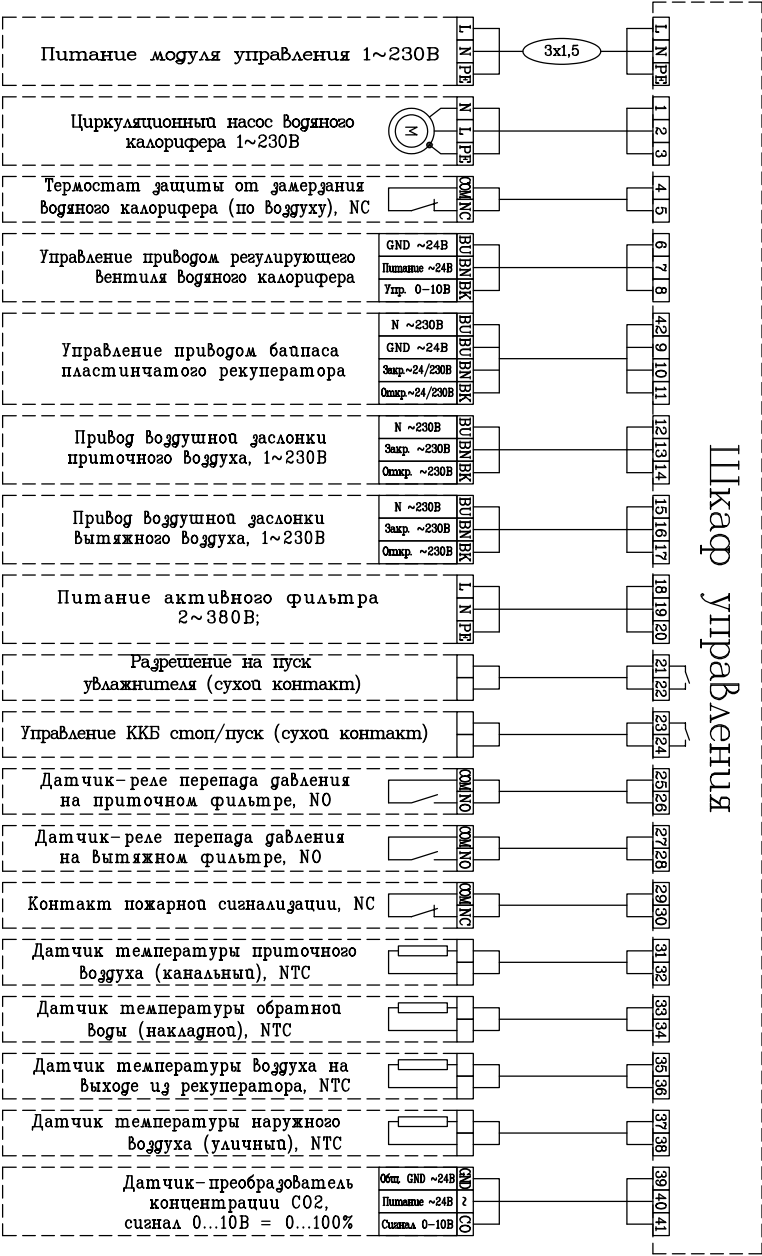 Питание модуля управления 1~230В
L
N
PE
3x1,5
L
N
PE
Циркуляционный насос водяного
калорифера 1~230В
M
N
L
PE
1
2
3
Термостат защиты от замерзания
водяного калорифера (по воздуху), NC
COM
NC
4
5
Управление приводом регулирующего
вентиля водяного калорифера
GND ~24В
Питание ~24В
Упр. 0-10В
BU
BN
BK
6
7
8
Управление приводом байпаса
пластинчатого рекуператора
N ~230В
GND ~24В
Закр.~24/230В
Откр.~24/230В
BU
BU
BN
BK
4-2
9
10
11
Привод воздушной заслонки
приточного воздуха, 1~230В
N ~230В
Закр. ~230В
Откр. ~230В
BU
BN
BK
12
13
14
Привод воздушной заслонки
вытяжного воздуха, 1~230В
N ~230В
Закр. ~230В
Откр. ~230В
BU
BN
BK
15
16
17
Питание активного фильтра
2~380В;
L
N
PE
18
19
20
Разрешение на пуск
увлажнителя (сухой контакт)
21
22
Управление ККБ стоп/пуск (сухой контакт)
23
24
Датчик-реле перепада давления
на приточном фильтре, NO
COM
NO
25
26
Датчик-реле перепада давления
на вытяжном фильтре, NO
COM
NO
27
28
Контакт пожарной сигнализации, NC
COM
NC
29
30
Датчик температуры приточного
воздуха (канальный), NTC
31
32
Датчик температуры обратной
воды (накладной), NTC
33
34
Датчик температуры воздуха на
выходе из рекуператора, NTC
35
36
Датчик температуры наружного
воздуха (уличный), NTC
37
38
Датчик-преобразователь
концентрации CO2,
сигнал 0...10В = 0...100%
Общ. GND ~24В
Питание ~24В
Сигнал 0-10В
GND
~
CO
39
40
41
Шкаф управления